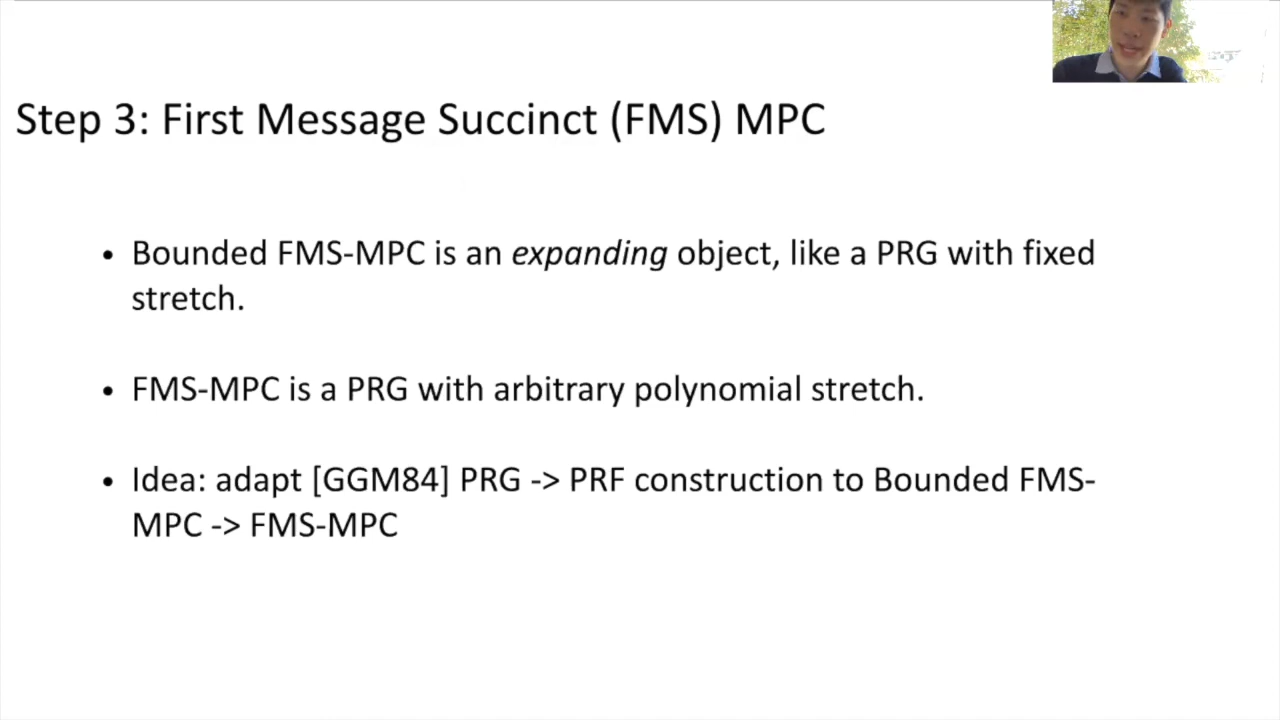 Step 3: First Message Succinct (FMS) MPC
• Bounded FMS-MPC is an expanding object, like a PRG with fixed
stretch.
• FMS-MPC is a PRG with arbitrary polynomial stretch.
• Idea: adapt [GGM84] PRG -> PRF construction to Bounded FMS-
MPC -> FMS-MPC